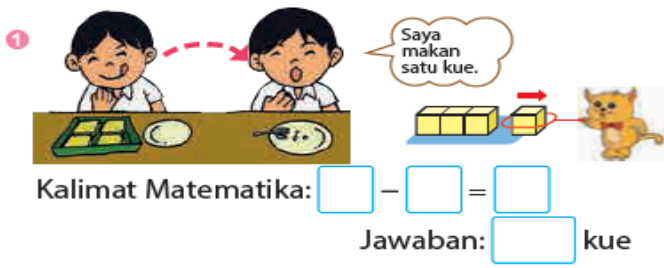 1
Saya
makan
satu kue.
Kalimat Matematika: − =
Jawaban: kue